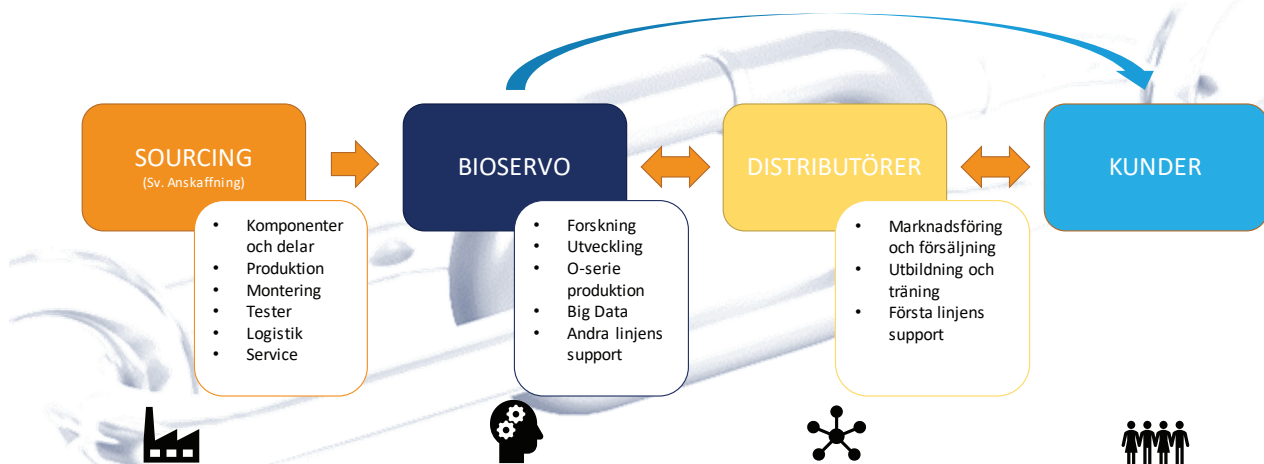 SOURCING
(Sv. Anskaffning)
BIOSERVO
DISTRIBUTÖRER
KUNDER
• Komponenter
och delar
• Produktion
• Montering
• Tester
• Logistik
• Service
• Forskning
• Utveckling
• O-serie
produktion
• Big Data
• Andra linjens
support
• Marknadsföring
och försäljning
• Utbildning och
träning
• Första linjens
support